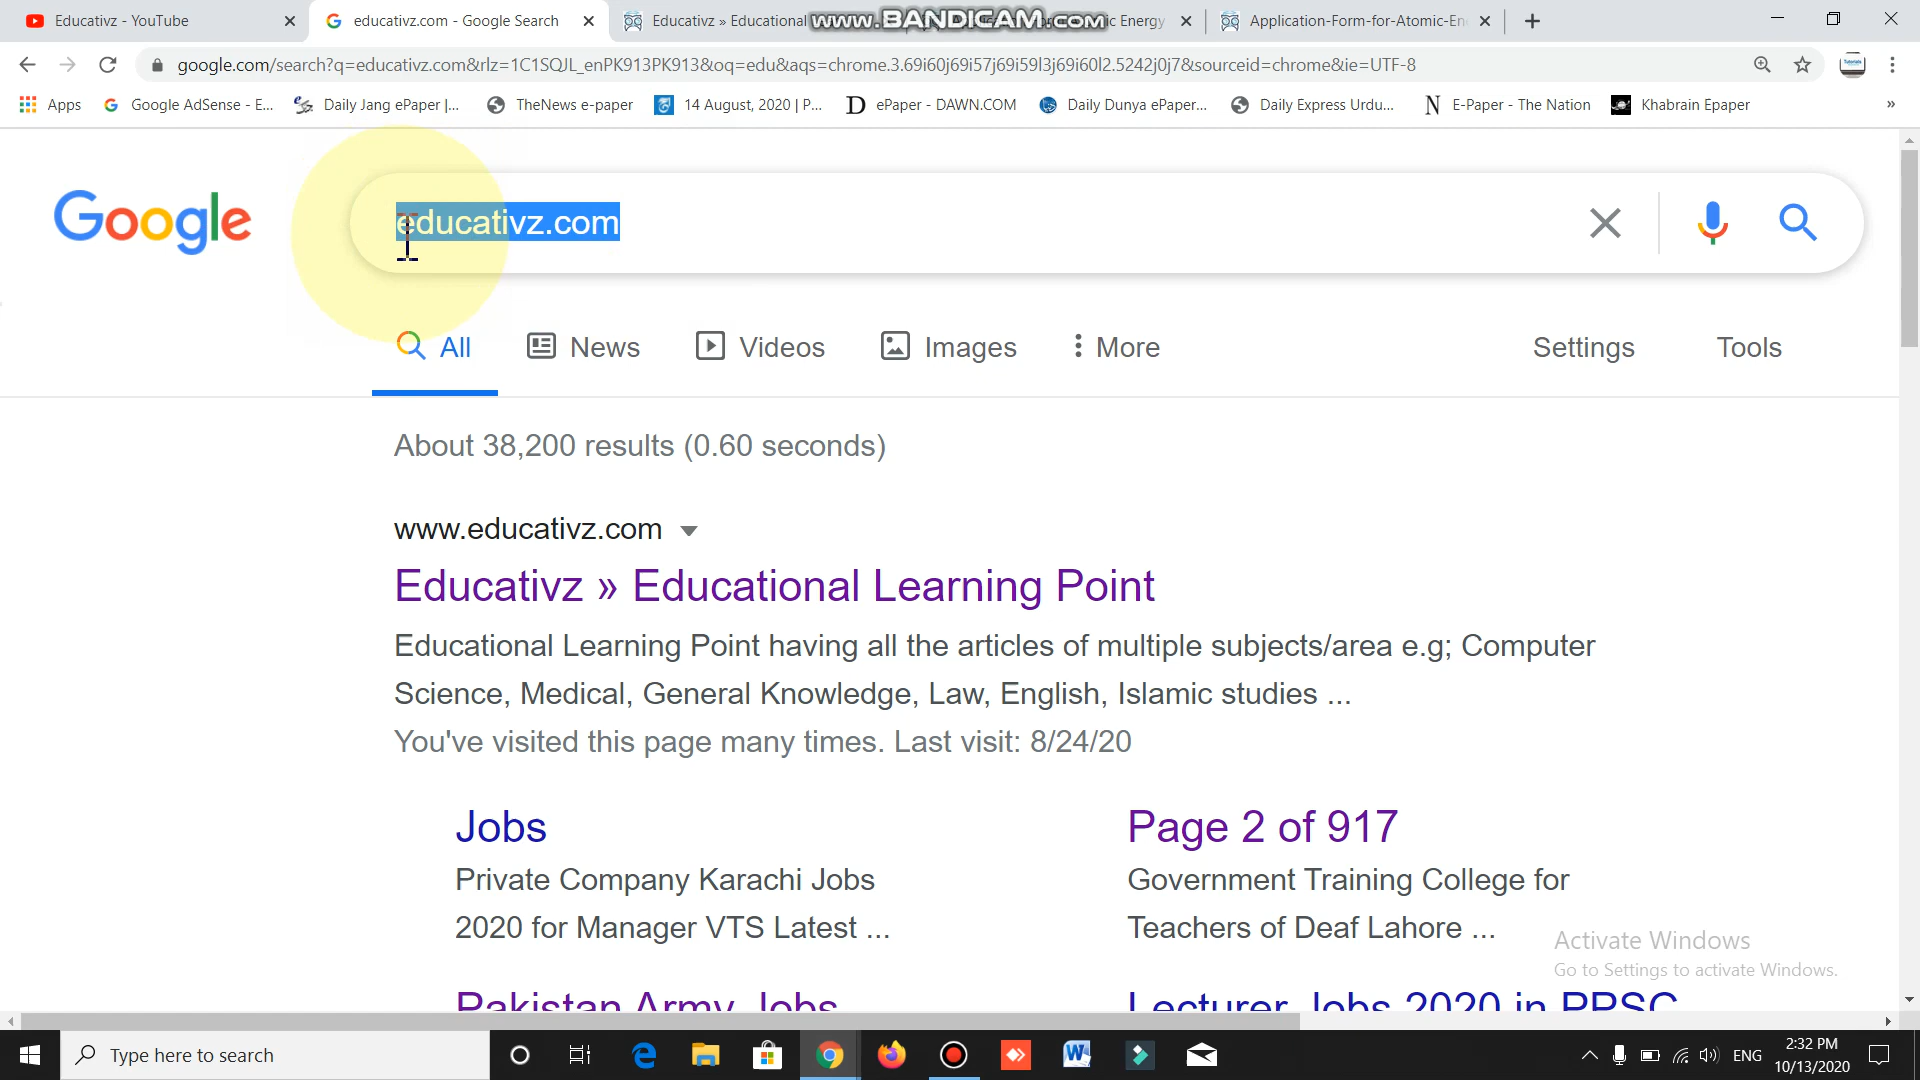 Educativz - YouTube
educativz.com - Google Search
Educativz » Educational
www.BANDICAM.com
Energy
Application-Form-for-Atomic-En
google.com/search?q=educativz.com&rlz=1C1SQJL_enPK913PK913&oq=edu&aqs=chrome.3.69i60j69i57j69i59l3j69i60l2.5242j0j7&sourceid=chrome&ie=UTF-8
Apps
Google AdSense - E...
Daily Jang ePaper |...
TheNews e-paper
14 August, 2020 | P...
ePaper - DAWN.COM
Daily Dunya ePaper...
Daily Express Urdu...
E-Paper - The Nation
Khabrain Epaper
»
Google
educativz.com
All
News
Videos
Images
More
Settings
Tools
About 38,200 results (0.60 seconds)
www.educativz.com
Educativz » Educational Learning Point
Educational Learning Point having all the articles of multiple subjects/area e.g; Computer
Science, Medical, General Knowledge, Law, English, Islamic studies ...
You've visited this page many times. Last visit: 8/24/20
Jobs
Private Company Karachi Jobs
2020 for Manager VTS Latest ...
Page 2 of 917
Government Training College for
Teachers of Deaf Lahore ...
Activate Windows
Go to Settings to activate Windows.
Pakistan Army Jobs
Lecturer Jobs 2020 in PPSC
Type here to search
ENG
2:32 PM
10/13/2020